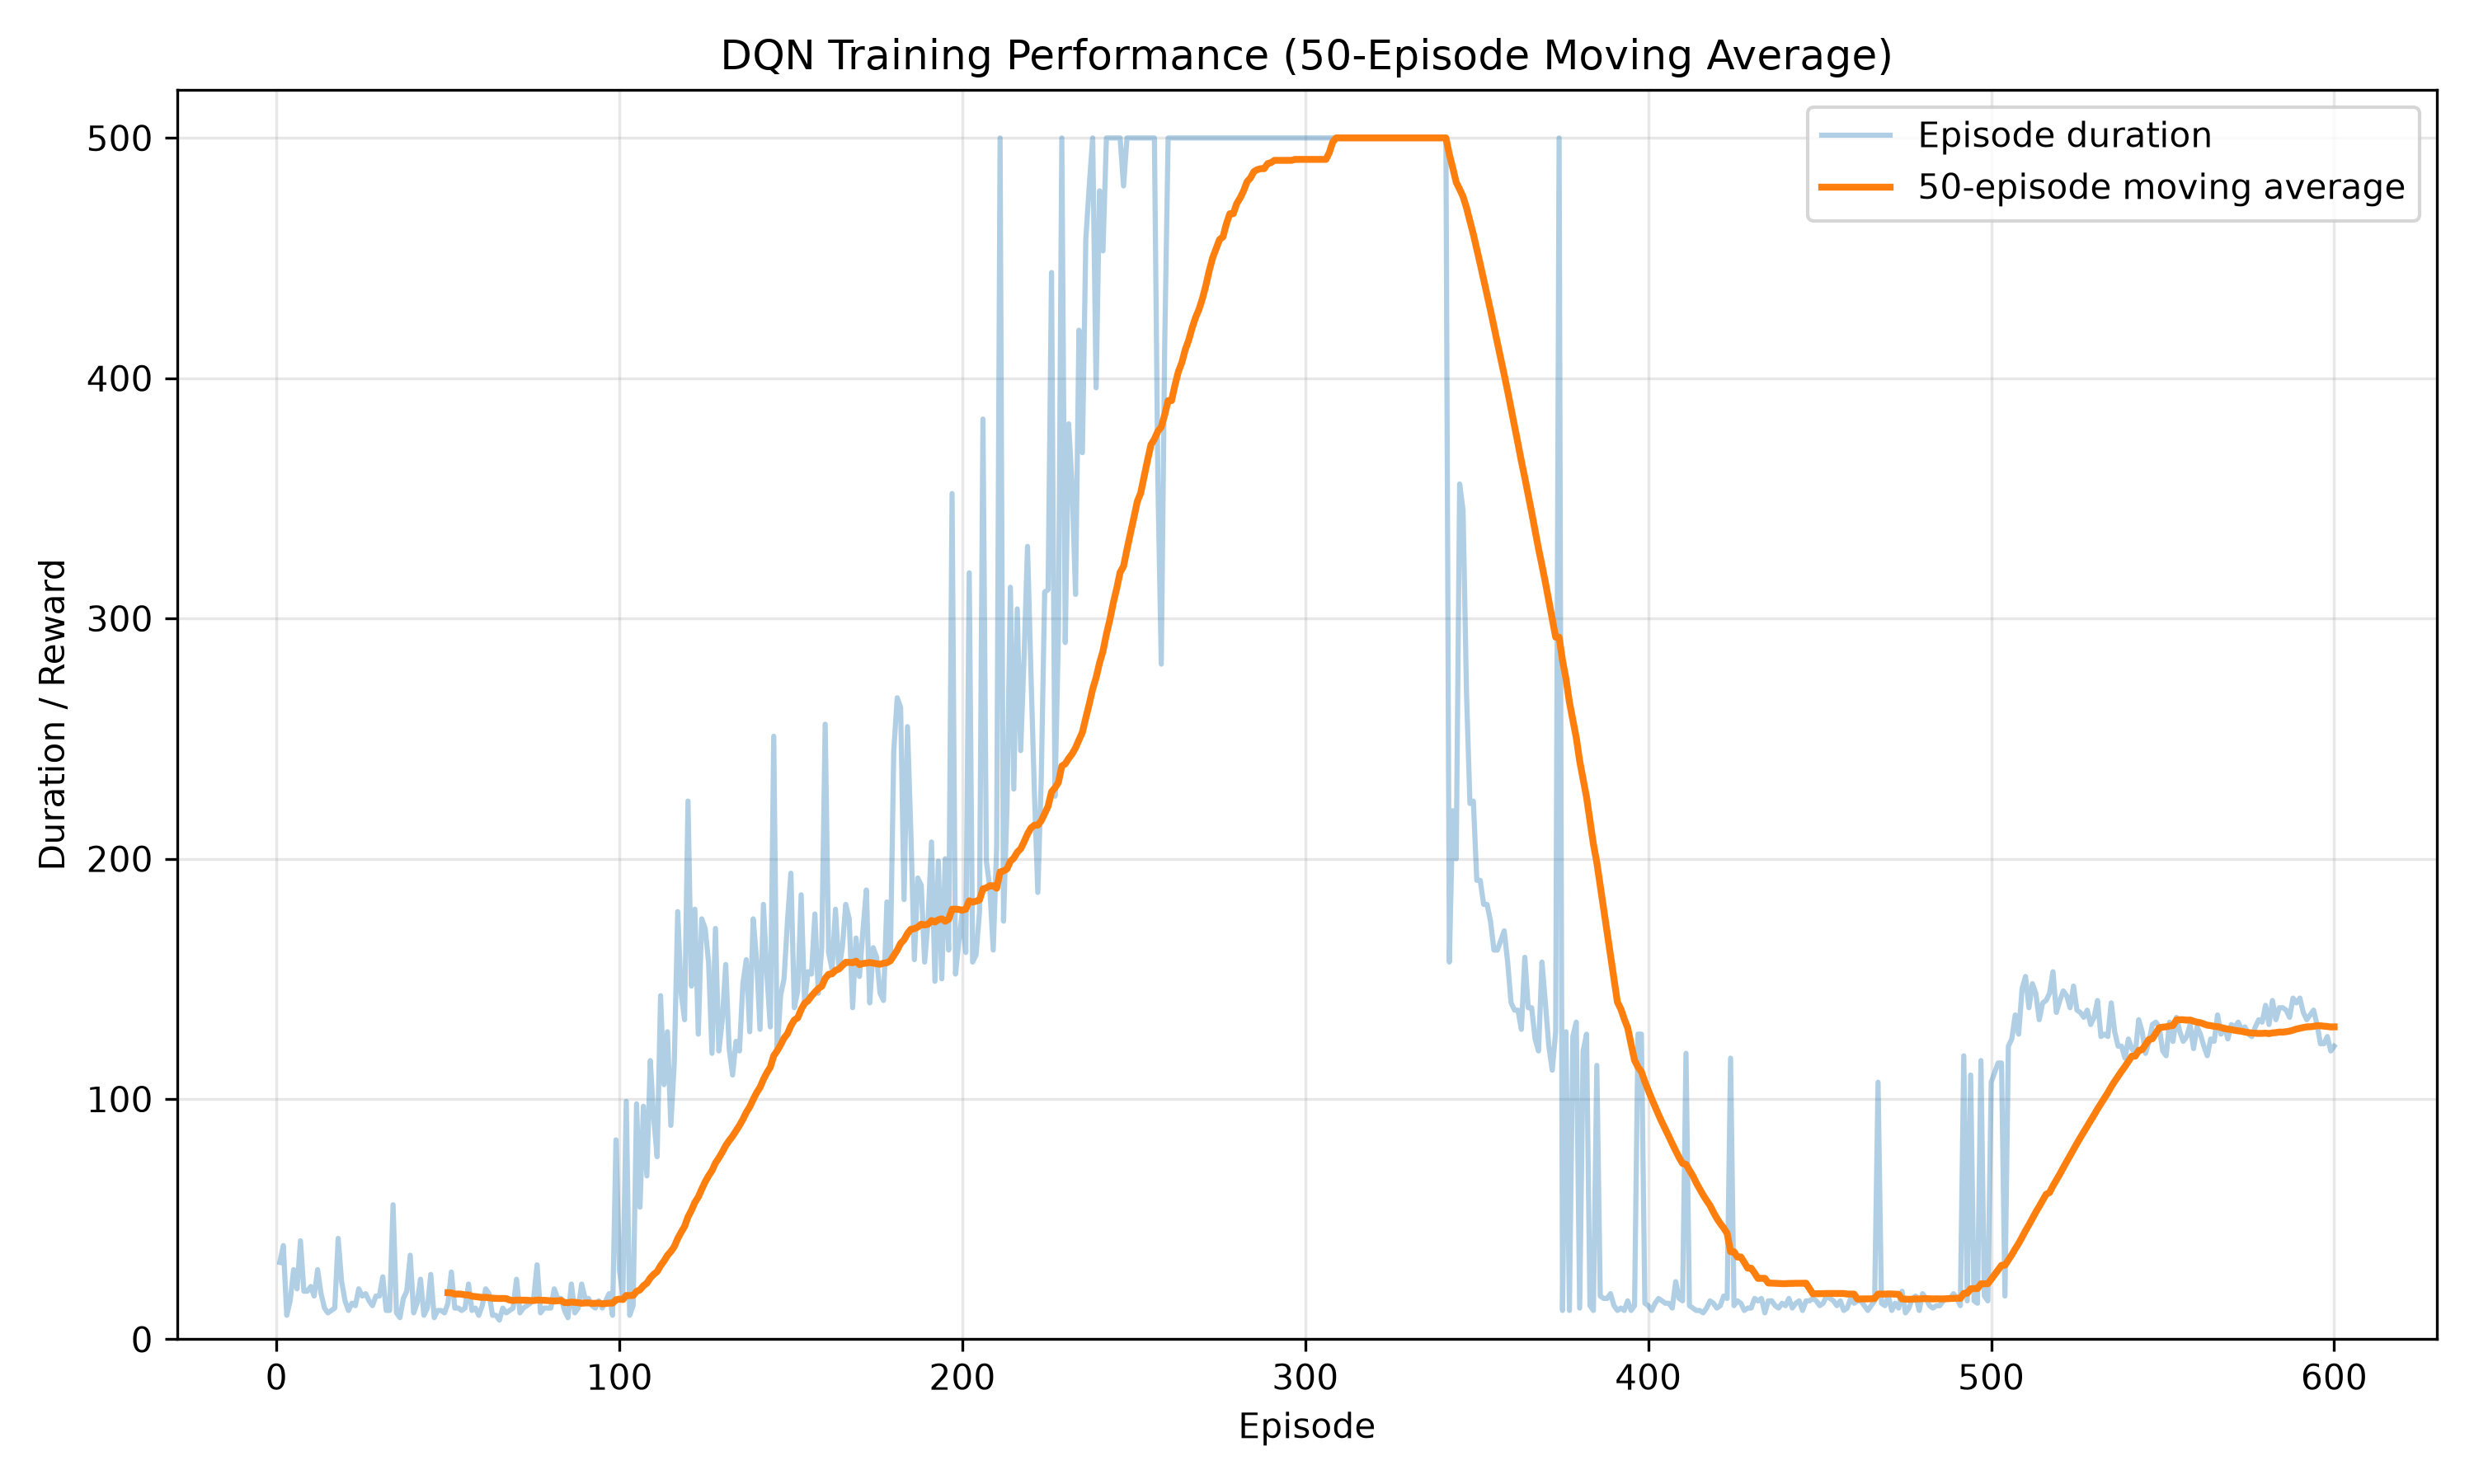 DQN Training Performance (50-Episode Moving Average)
Episode duration
50-episode moving average
Duration / Reward
500
400
300
200
100
0
0 100 200 300 400 500 600
Episode